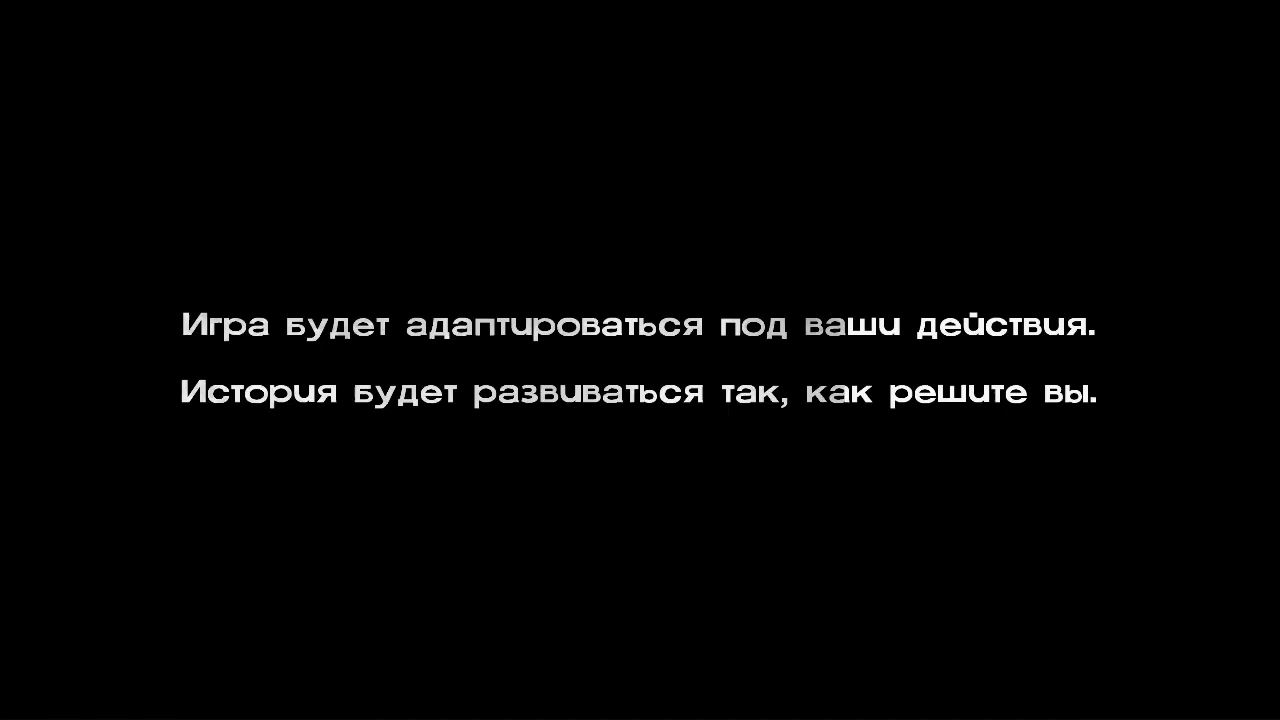 Игра будет адаптироваться под ваши действия.
История будет развиваться так, как решите вы.